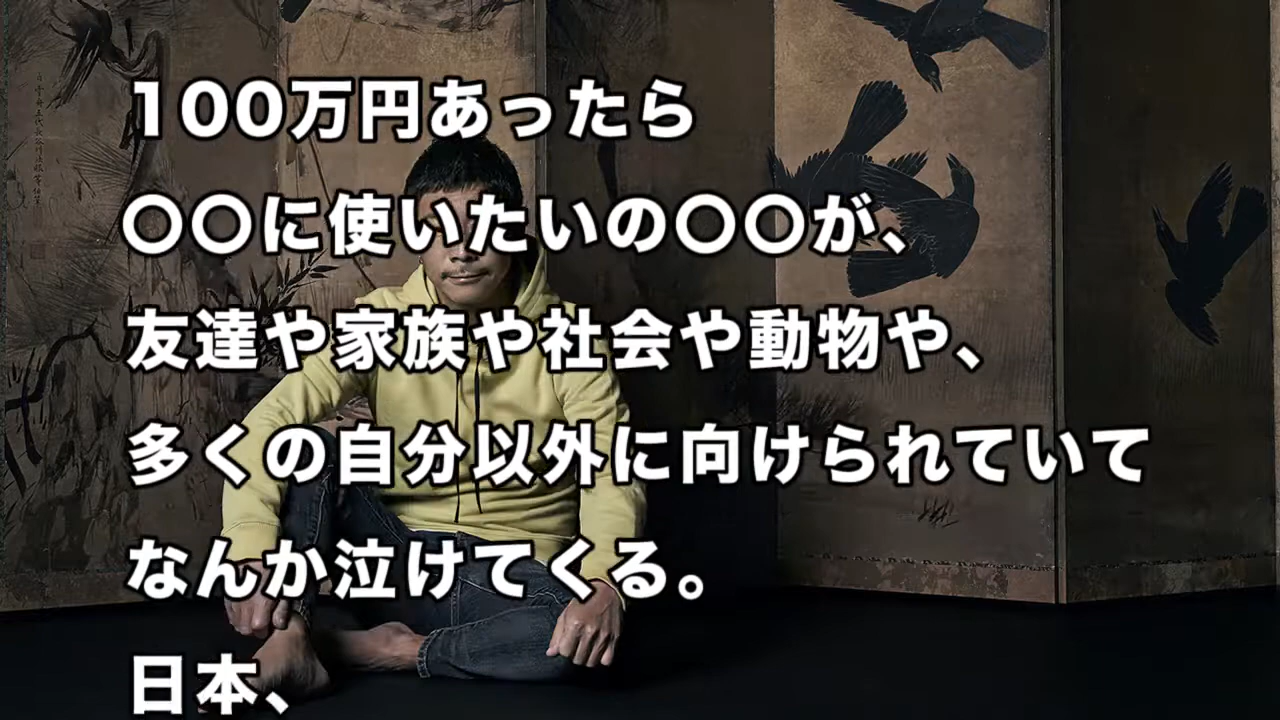 100万円あったら
〇〇に使いたいの〇〇が、
友達や家族や社会や動物や、
多くの自分以外に向けられていて
なんか泣けてくる。
日本、